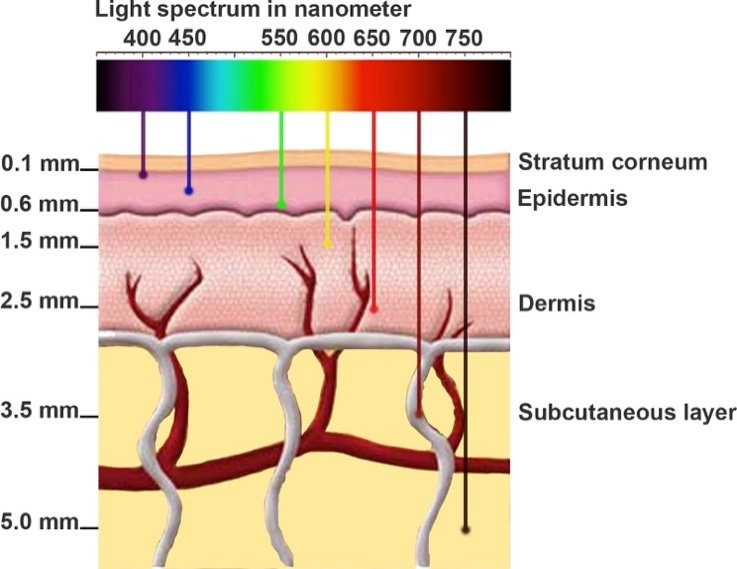 Light spectrum in nanometer
400 450 550 600 650 700 750
0.1 mm
Stratum corneum
Epidermis
0.6 mm
1.5 mm
2.5 mm
Dermis
3.5 mm
Subcutaneous layer
5.0 mm